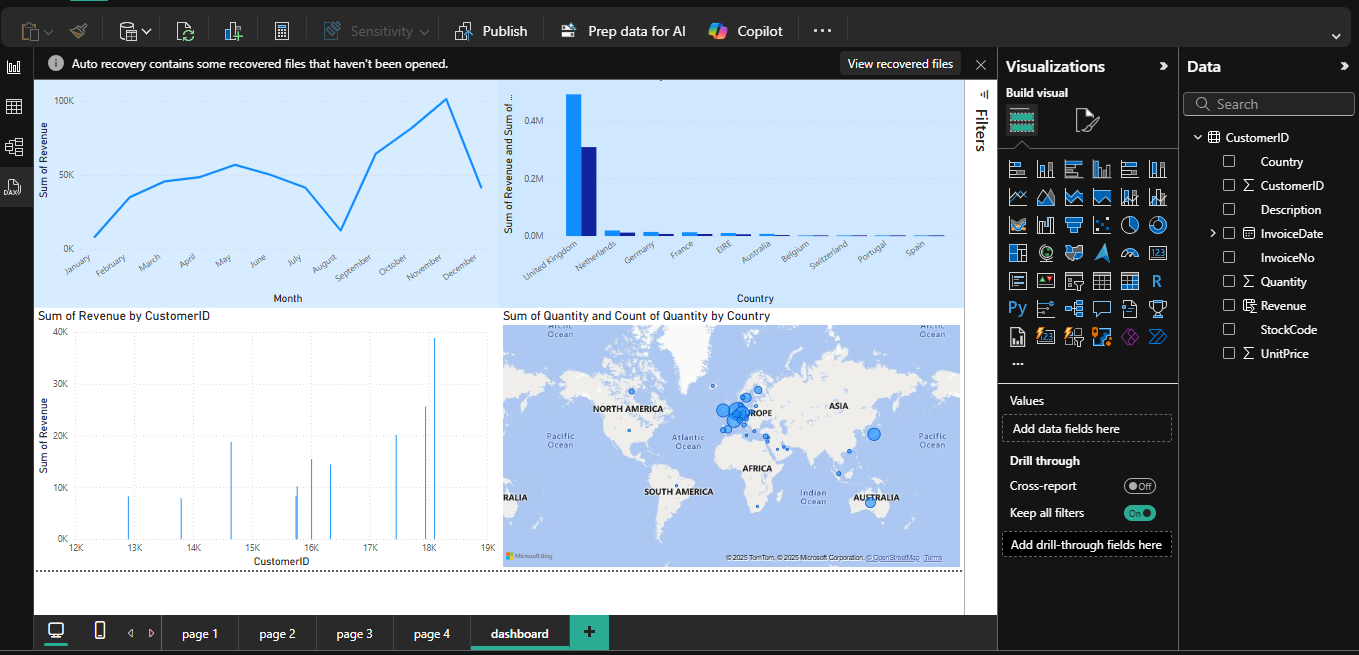 Sensitivity
Publish
Prep data for AI
Copilot
Auto recovery contains some recovered files that haven't been opened.
View recovered files
Sum of Revenue
100K
50K
0K
January
February
March
April
May
June
July
August
September
October
November
December
Month
Sum of Revenue and Sum of ...
0.4M
0.2M
0.0M
United Kingdom
Netherlands
Germany
France
EIRE
Australia
Belgium
Switzerland
Portugal
Spain
Country
Sum of Revenue by CustomerID
Sum of Revenue
40K
30K
20K
10K
0K
12K
13K
14K
15K
16K
17K
18K
19K
CustomerID
Sum of Quantity and Count of Quantity by Country
Arctic
Ocean
Arctic
Ocean
NORTH AMERICA
ROPE
ASIA
Pacific
Ocean
Atlantic
Ocean
Pacific
Ocean
AFRICA
SOUTH AMERICA
Indian
Ocean
RALIA
AUSTRALIA
Microsoft Bing
© 2025 TomTom, © 2025 Microsoft Corporation, © OpenStreetMap Terms
Filters
Visualizations
Build visual
123
R
Py
123
Values
Add data fields here
Drill through
Cross-report
Off
Keep all filters
On
Add drill-through fields here
Data
Search
CustomerID
Country
CustomerID
Description
InvoiceDate
InvoiceNo
Quantity
Revenue
StockCode
UnitPrice
DAX
page 1
page 2
page 3
page 4
dashboard